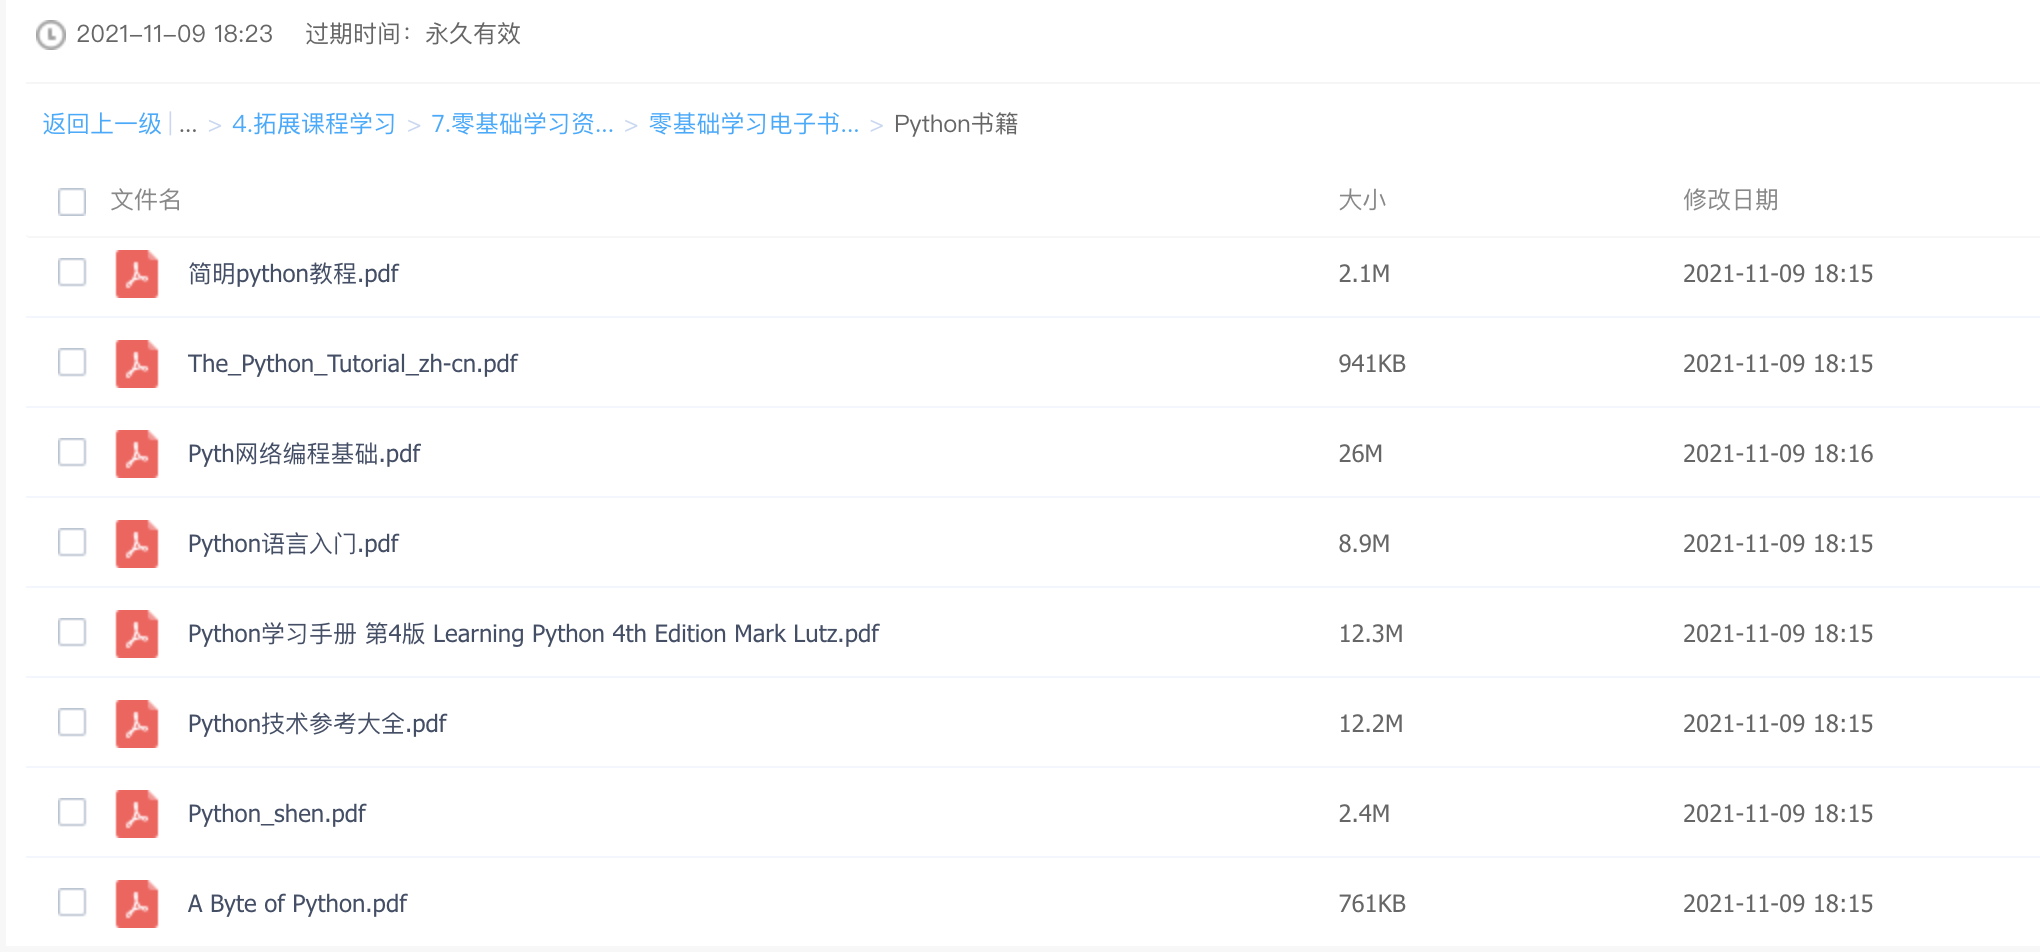 2021-11-09 18:23 过期时间：永久有效
返回上一级 | ... > 4.拓展课程学习 > 7.零基础学习资... > 零基础学习电子书... > Python书籍
文件名 大小 修改日期
简明python教程.pdf 2.1M 2021-11-09 18:15
The_Python_Tutorial_zh-cn.pdf 941KB 2021-11-09 18:15
Pyth网络编程基础.pdf 26M 2021-11-09 18:16
Python语言入门.pdf 8.9M 2021-11-09 18:15
Python学习手册 第4版 Learning Python 4th Edition Mark Lutz.pdf 12.3M 2021-11-09 18:15
Python技术参考大全.pdf 12.2M 2021-11-09 18:15
Python_shen.pdf 2.4M 2021-11-09 18:15
A Byte of Python.pdf 761KB 2021-11-09 18:15